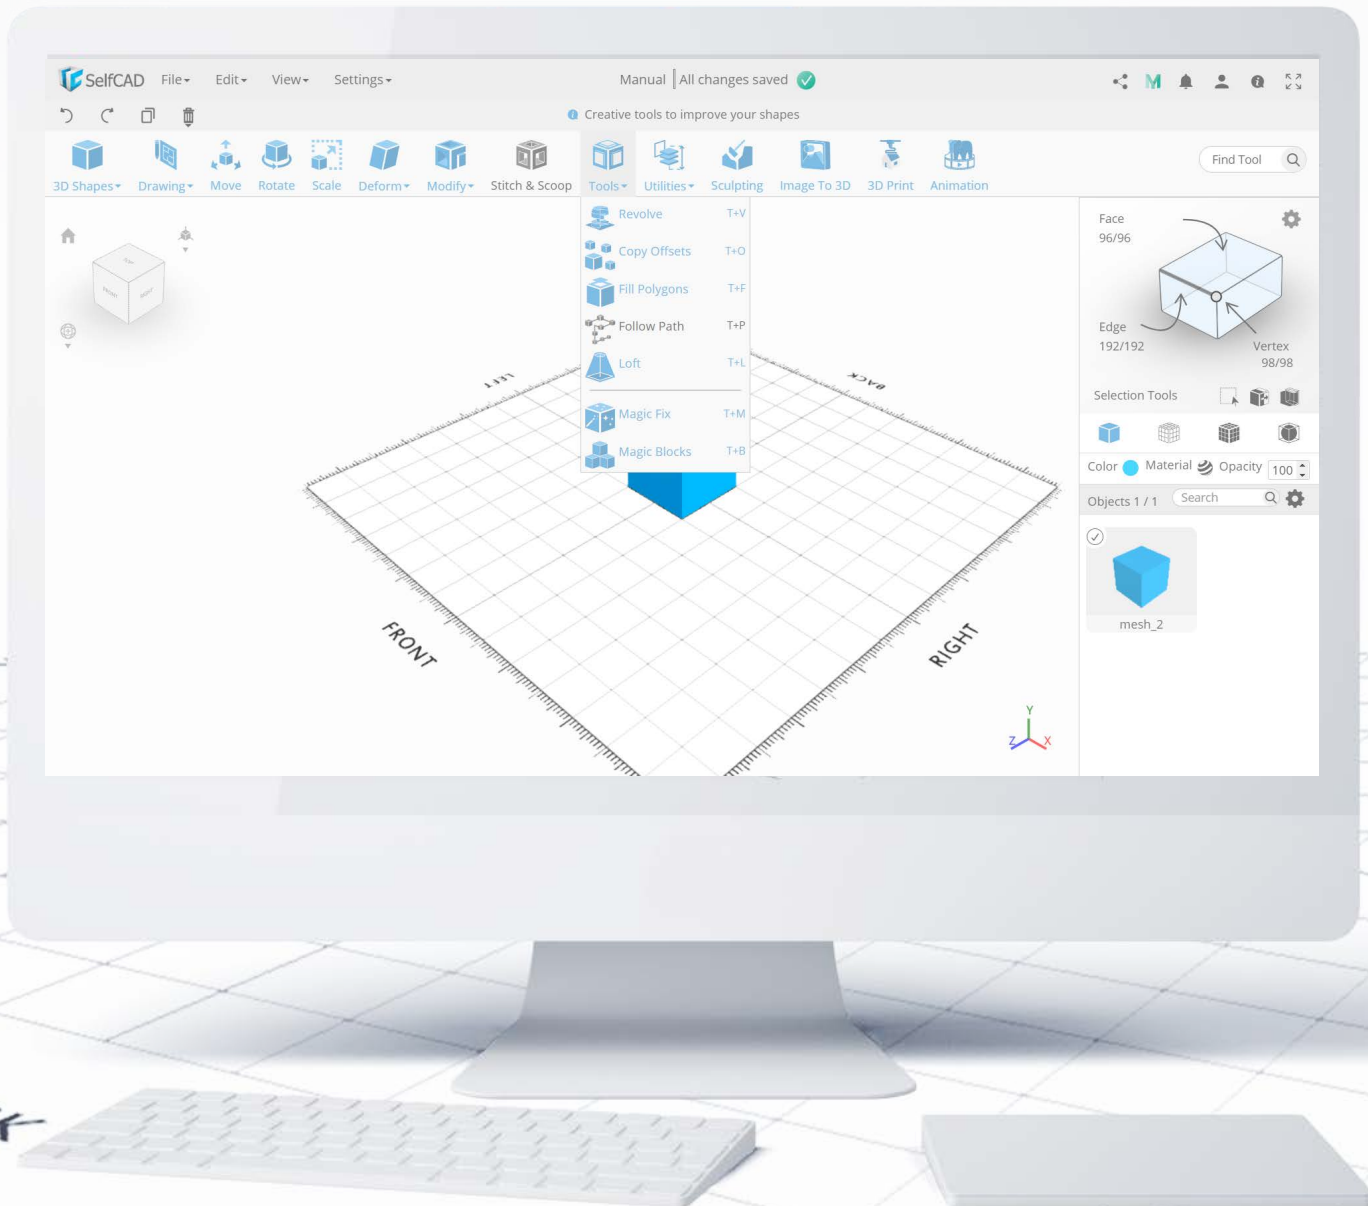 SelfCAD File Edit View Settings Manual All changes saved
Creative tools to improve your shapes
3D Shapes Drawing Move Rotate Scale Deform Modify Stitch & Scoop Tools Utilities Sculpting Image To 3D 3D Print Animation
Find Tool
Revolve T+V
Copy Offsets T+O
Fill Polygons T+F
Follow Path T+P
Loft T+L
Magic Fix T+M
Magic Blocks T+B
TOP
FRONT
RIGHT
LEFT
BACK
FRONT
RIGHT
Y
Z
X
Face
96/96
Edge
192/192
Vertex
98/98
Selection Tools
Color Material Opacity 100
Objects 1 / 1 Search
mesh_2